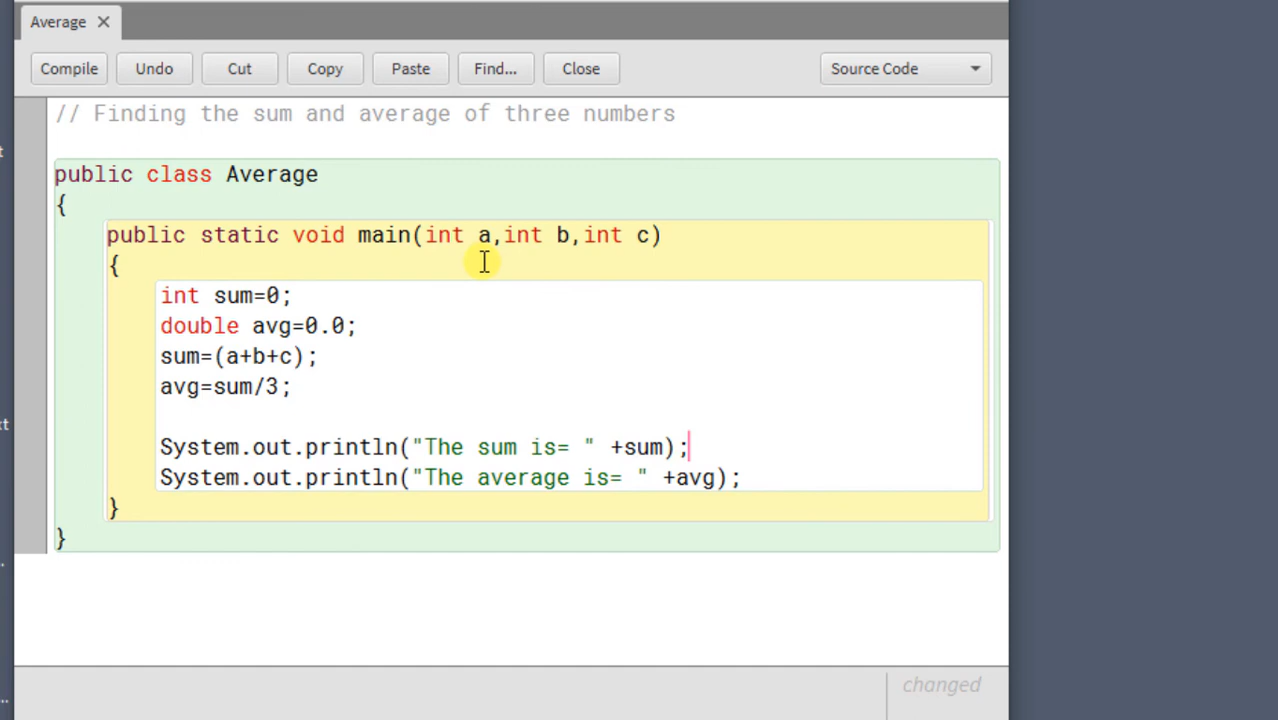 Average
Compile Undo Cut Copy Paste Find... Close Source Code
// Finding the sum and average of three numbers
public class Average
{
public static void main(int a,int b,int c)
{
int sum=0;
double avg=0.0;
sum=(a+b+c);
avg=sum/3;
System.out.println("The sum is= " +sum);
System.out.println("The average is= " +avg);
}
}
changed